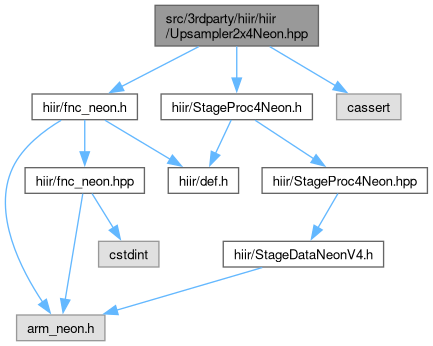 src/3rdparty/hiir/hiir
/Upsampler2x4Neon.hpp
hiir/fnc_neon.h
hiir/StageProc4Neon.h
cassert
hiir/fnc_neon.hpp
hiir/def.h
hiir/StageProc4Neon.hpp
cstdint
hiir/StageDataNeonV4.h
arm_neon.h